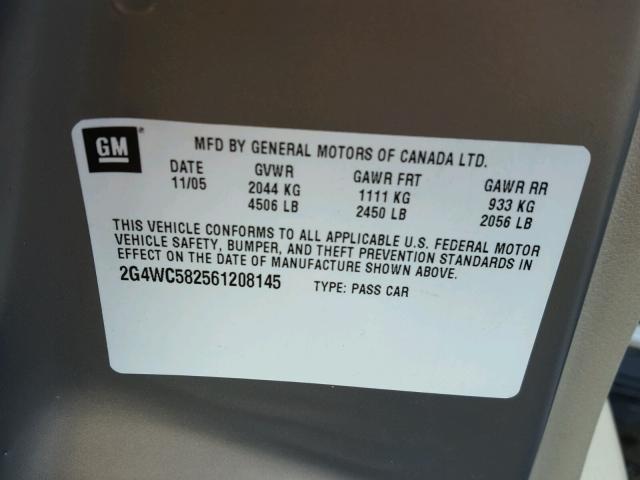 GM
MFD BY GENERAL MOTORS OF CANADA LTD.
DATE GVWR GAWR FRT GAWR RR
11/05 2044 KG 1111 KG 933 KG
4506 LB 2450 LB 2056 LB
THIS VEHICLE CONFORMS TO ALL APPLICABLE U.S. FEDERAL MOTOR
VEHICLE SAFETY, BUMPER, AND THEFT PREVENTION STANDARDS IN
EFFECT ON THE DATE OF MANUFACTURE SHOWN ABOVE.
2G4WC582561208145 TYPE: PASS CAR